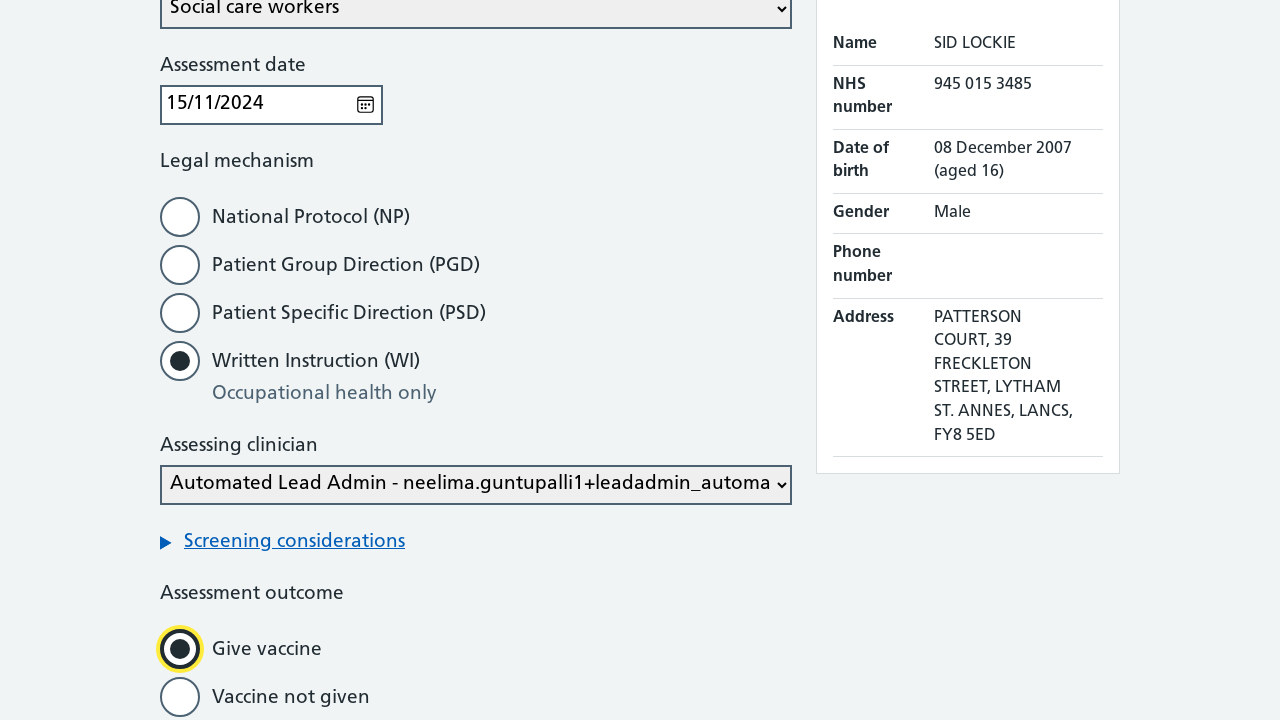 Social care workers
Assessment date
15/11/2024
Legal mechanism
National Protocol (NP)
Patient Group Direction (PGD)
Patient Specific Direction (PSD)
Written Instruction (WI)
Occupational health only
Assessing clinician
Automated Lead Admin - neelima.guntupalli1+leadadmin_automa
Screening considerations
Assessment outcome
Give vaccine
Vaccine not given
Name SID LOCKIE
NHS number 945 015 3485
Date of birth 08 December 2007 (aged 16)
Gender Male
Phone number
Address PATTERSON
COURT, 39
FRECKLETON
STREET, LYTHAM
ST. ANNES, LANCS,
FY8 5ED